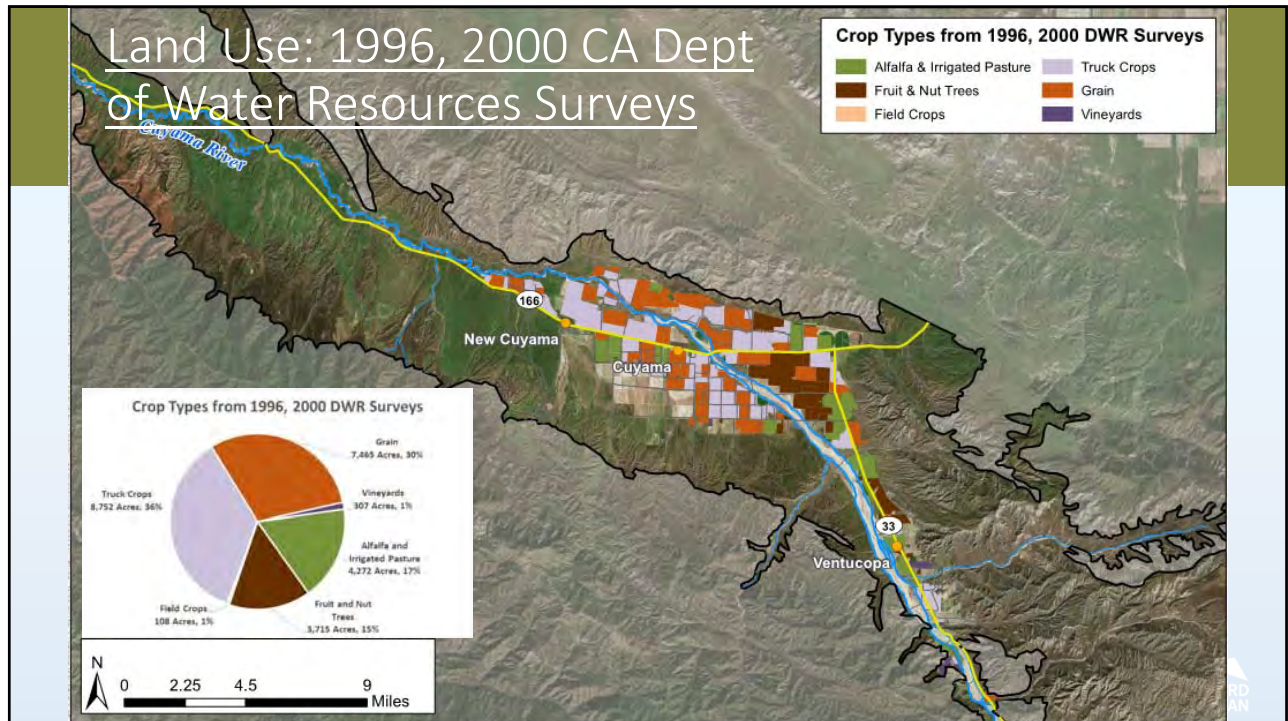 Land Use: 1996, 2000 CA Dept
of Water Resources Surveys
Crop Types from 1996, 2000 DWR Surveys
Alfalfa & Irrigated Pasture
Fruit & Nut Trees
Field Crops
Truck Crops
Grain
Vineyards
Cuyama River
166
New Cuyama
Cuyama
33
Ventucopa
Crop Types from 1996, 2000 DWR Surveys
Grain
7,465 Acres, 30%
Vineyards
307 Acres, 1%
Truck Crops
8,752 Acres, 36%
Alfalfa and
Irrigated Pasture
4,272 Acres, 17%
Field Crops
108 Acres, 1%
Fruit and Nut
Trees
3,715 Acres, 15%
N
0 2.25 4.5 9
Miles
RD
AN